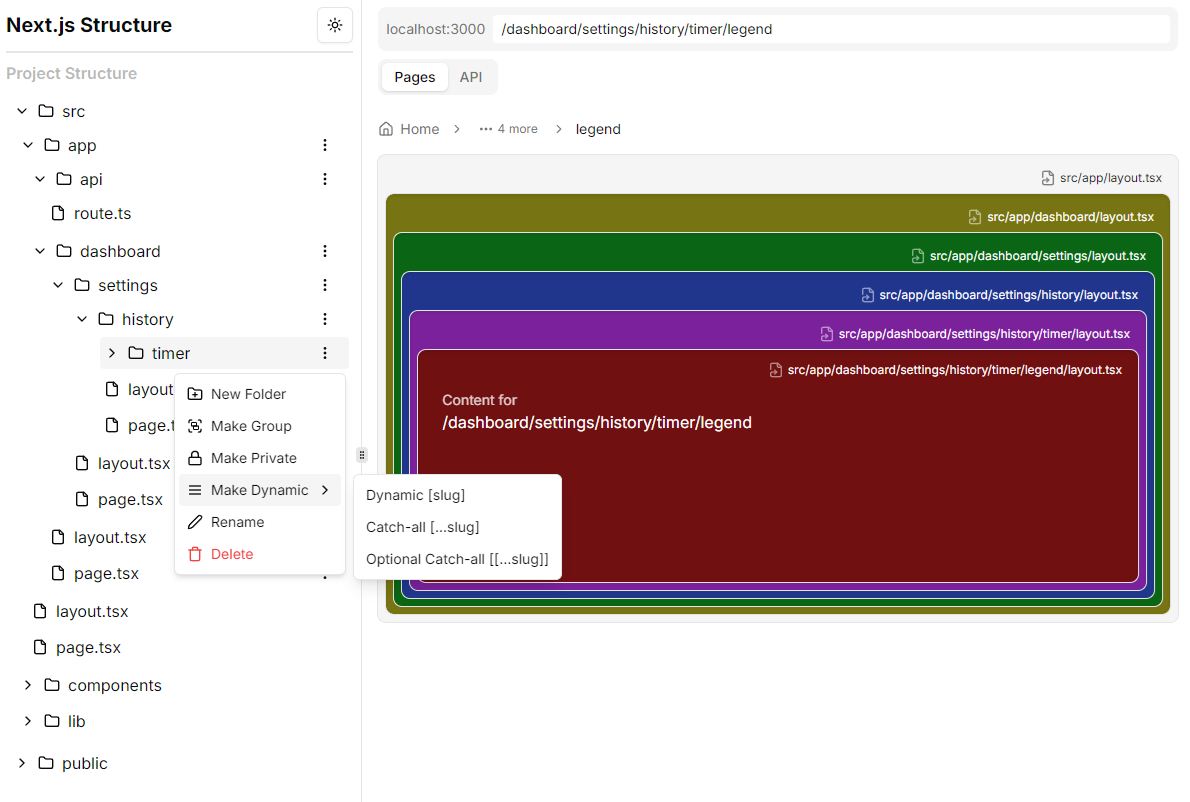 Next.js Structure
Project Structure
src
app
api
route.ts
dashboard
settings
history
timer
layout
page.t
layout.tsx
page.tsx
layout.tsx
page.tsx
layout.tsx
page.tsx
components
lib
public
New Folder
Make Group
Make Private
Make Dynamic
Rename
Delete
Dynamic [slug]
Catch-all [...slug]
Optional Catch-all [[...slug]]
localhost:3000 /dashboard/settings/history/timer/legend
Pages API
Home ··· 4 more legend
src/app/layout.tsx
src/app/dashboard/layout.tsx
src/app/dashboard/settings/layout.tsx
src/app/dashboard/settings/history/layout.tsx
src/app/dashboard/settings/history/timer/layout.tsx
src/app/dashboard/settings/history/timer/legend/layout.tsx
Content for
/dashboard/settings/history/timer/legend